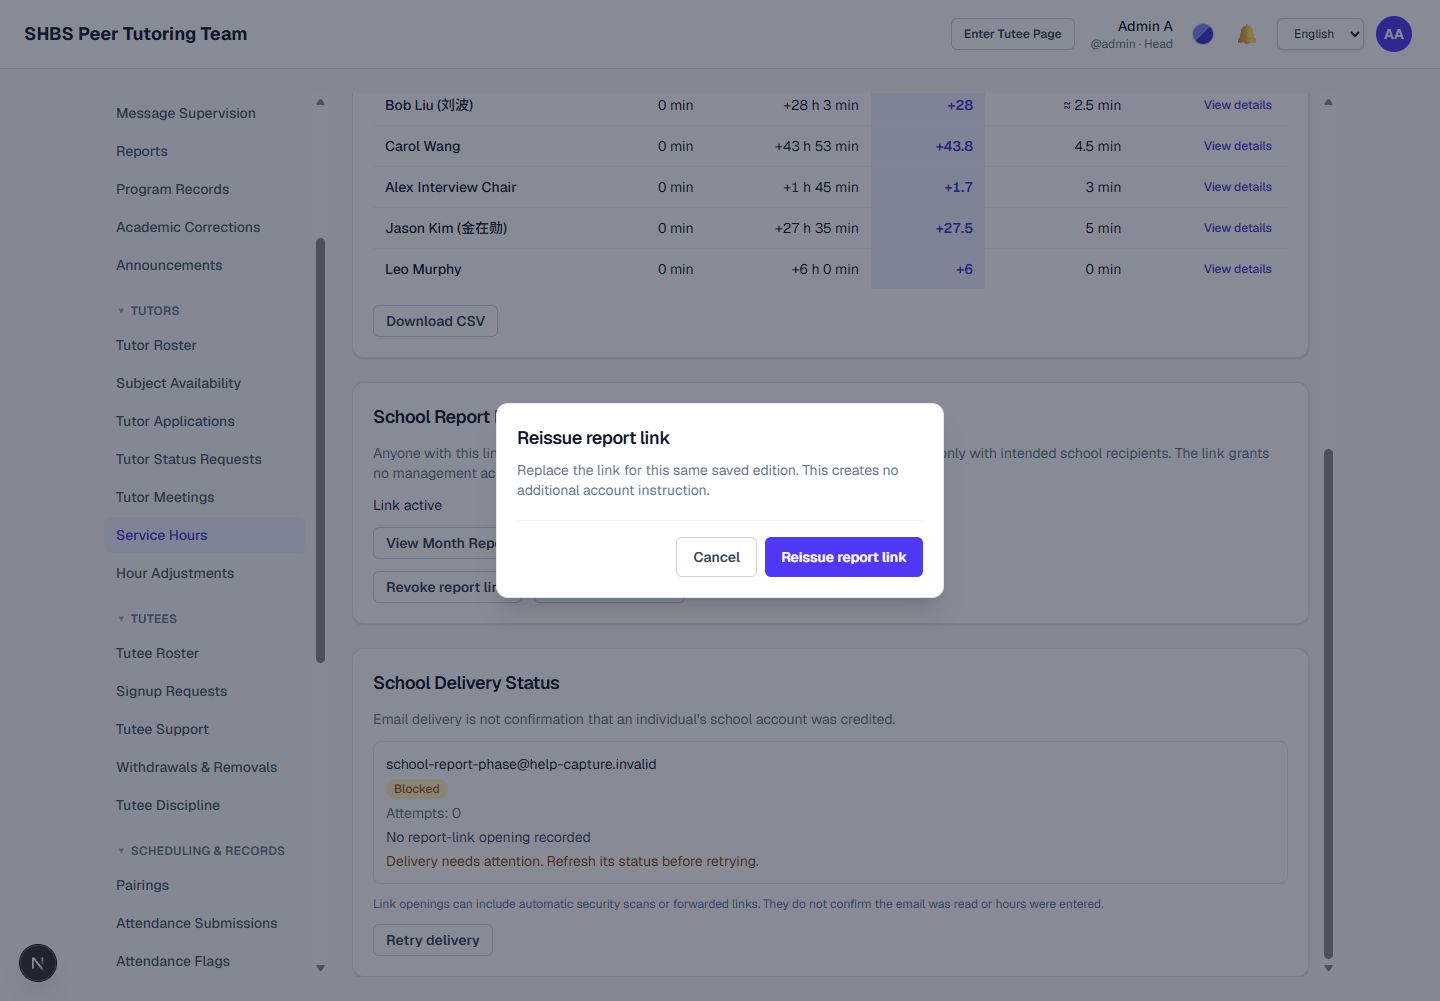 SHBS Peer Tutoring Team
Enter Tutee Page
Admin A
@admin · Head
English
AA
Message Supervision
Reports
Program Records
Academic Corrections
Announcements
TUTORS
Tutor Roster
Subject Availability
Tutor Applications
Tutor Status Requests
Tutor Meetings
Service Hours
Hour Adjustments
TUTEES
Tutee Roster
Signup Requests
Tutee Support
Withdrawals & Removals
Tutee Discipline
SCHEDULING & RECORDS
Pairings
Attendance Submissions
Attendance Flags
N
Bob Liu (刘波) 0 min +28 h 3 min +28 ≈ 2.5 min View details
Carol Wang 0 min +43 h 53 min +43.8 4.5 min View details
Alex Interview Chair 0 min +1 h 45 min +1.7 3 min View details
Jason Kim (金在勋) 0 min +27 h 35 min +27.5 5 min View details
Leo Murphy 0 min +6 h 0 min +6 0 min View details
Download CSV
School Report
Anyone with this only with intended school recipients. The link grants
no management
Link active
View Month
Revoke report
Reissue report link
Replace the link for this same saved edition. This creates no
additional account instruction.
Cancel
Reissue report link
School Delivery Status
Email delivery is not confirmation that an individual's school account was credited.
school-report-phase@help-capture.invalid
Blocked
Attempts: 0
No report-link opening recorded
Delivery needs attention. Refresh its status before retrying.
Link openings can include automatic security scans or forwarded links. They do not confirm the email was read or hours were entered.
Retry delivery